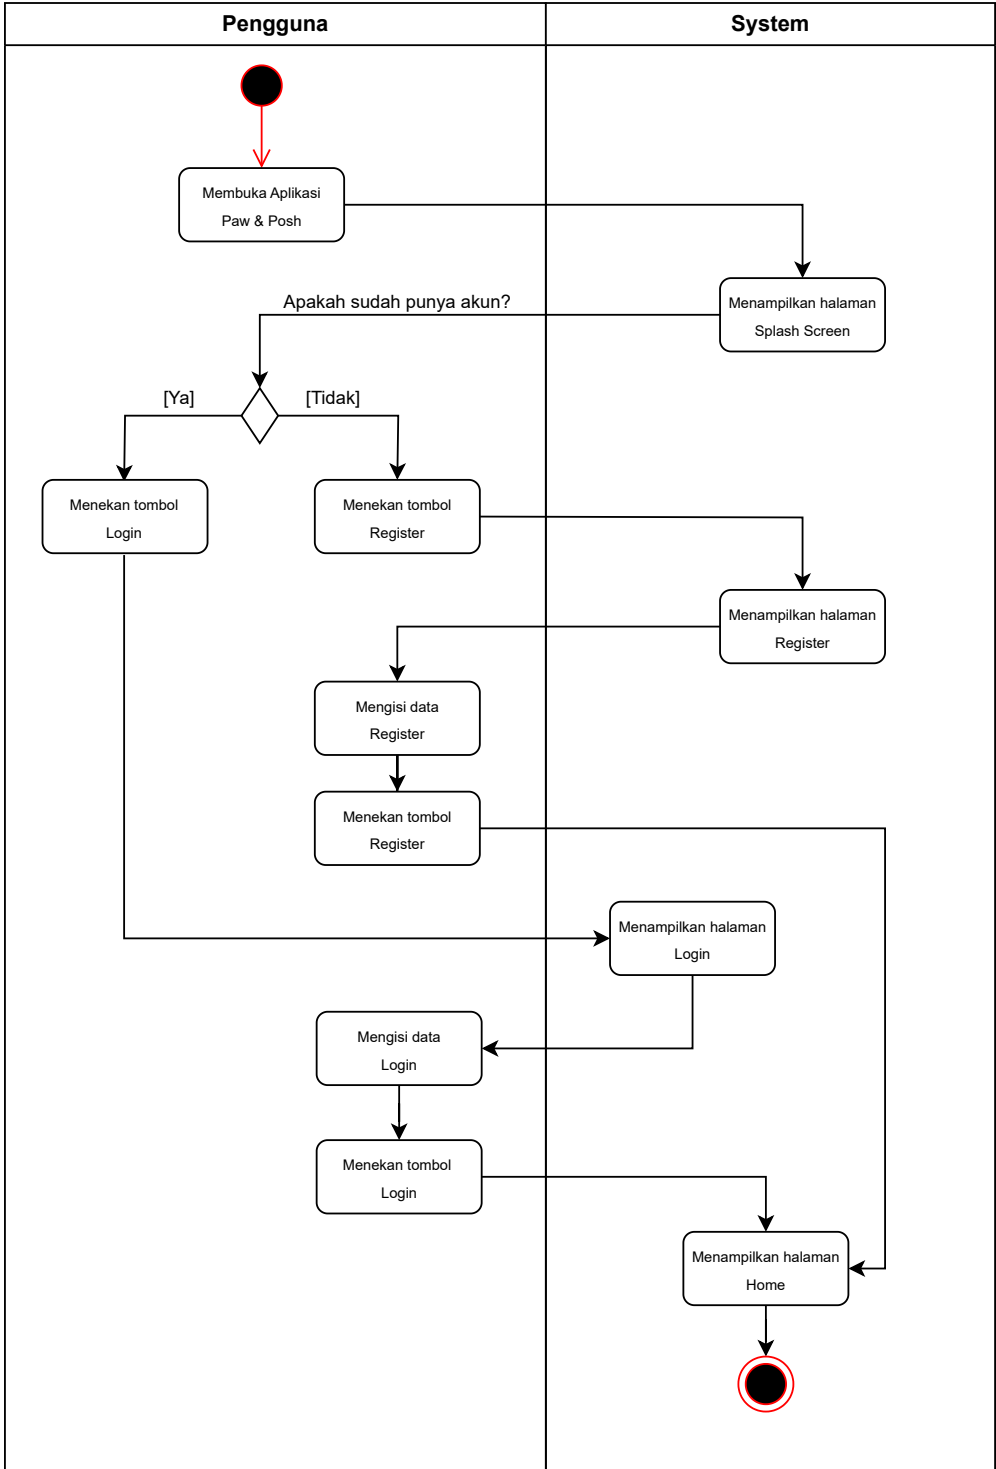 Pengguna
System
Membuka Aplikasi
Paw & Posh
Menampilkan halaman
Splash Screen
Apakah sudah punya akun?
[Ya]
[Tidak]
Menekan tombol
Login
Menekan tombol
Register
Menampilkan halaman
Register
Mengisi data
Register
Menekan tombol
Register
Menampilkan halaman
Login
Mengisi data
Login
Menekan tombol
Login
Menampilkan halaman
Home